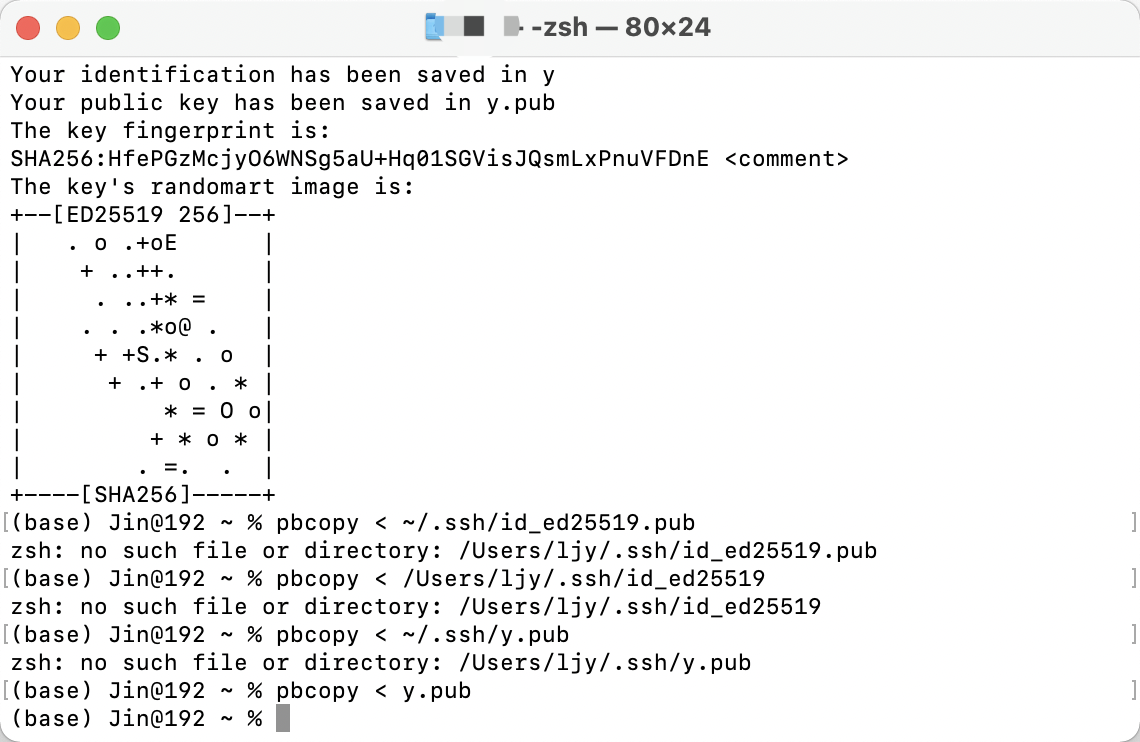 -zsh — 80×24
Your identification has been saved in y
Your public key has been saved in y.pub
The key fingerprint is:
SHA256:HfePGzMcjyO6WNSg5aU+Hq01SGVisJQsmLxPnuVFDnE <comment>
The key's randomart image is:
+--[ED25519 256]--+
|   . o .+oE      |
|    + ..++.      |
|     . ..+* =    |
|    . . .*o@ .   |
|     + +S.* . o  |
|      + .+ o . * |
|          * = O o|
|         + * o * |
|        . =.  .  |
+----[SHA256]-----+
[(base) Jin@192 ~ % pbcopy < ~/.ssh/id_ed25519.pub ]
zsh: no such file or directory: /Users/ljy/.ssh/id_ed25519.pub
[(base) Jin@192 ~ % pbcopy < /Users/ljy/.ssh/id_ed25519 ]
zsh: no such file or directory: /Users/ljy/.ssh/id_ed25519
[(base) Jin@192 ~ % pbcopy < ~/.ssh/y.pub ]
zsh: no such file or directory: /Users/ljy/.ssh/y.pub
[(base) Jin@192 ~ % pbcopy < y.pub ]
(base) Jin@192 ~ %